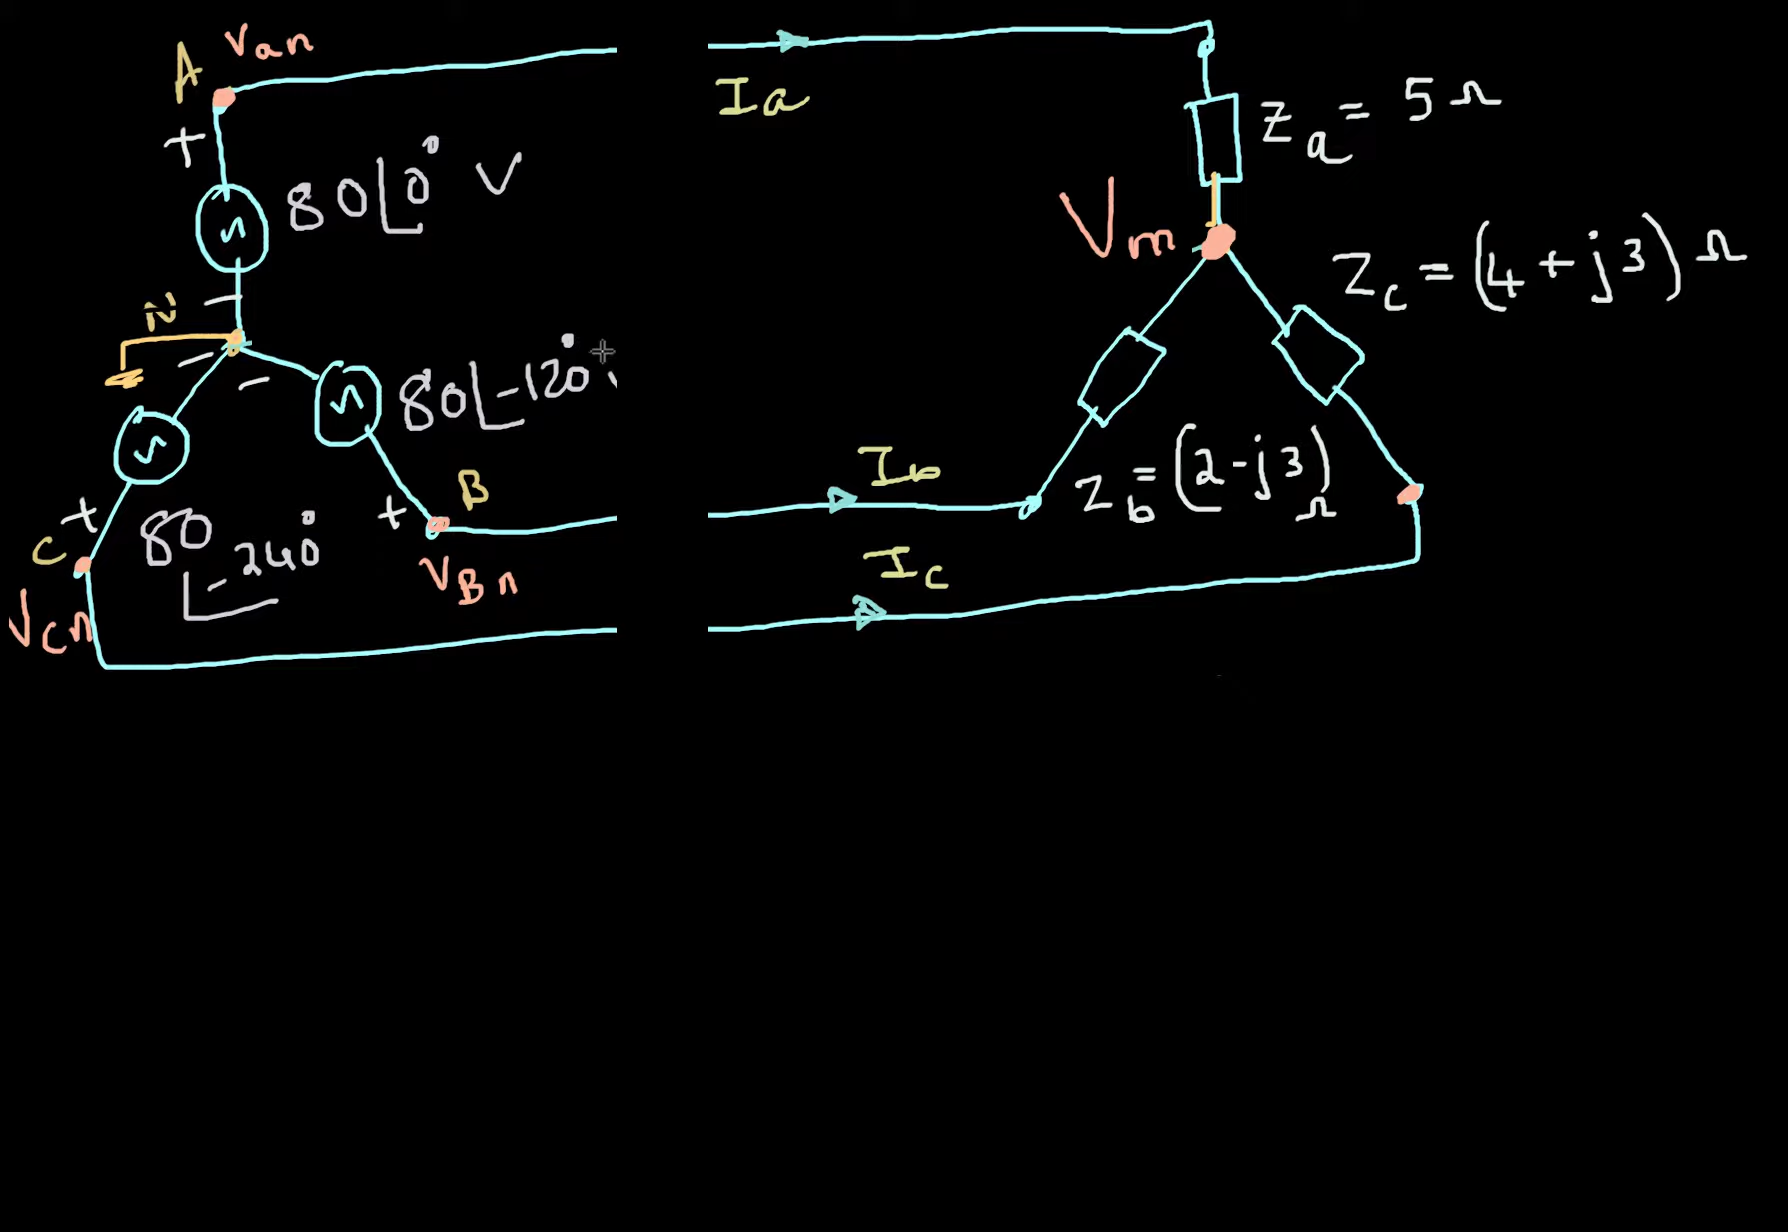 A Van
Ia
Za = 5 Ω
+
80∠0° V
Vm
Zc = (4 + j3) Ω
N
−
−
−
80∠-120° V
Ib
Zb = (2 - j3) Ω
B
+
+
80∠-240°
C
Ic
VBn
Vcn